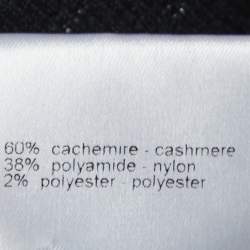 60% cachemire - cashmere
38% polyamide - nylon
2% polyester - polyester